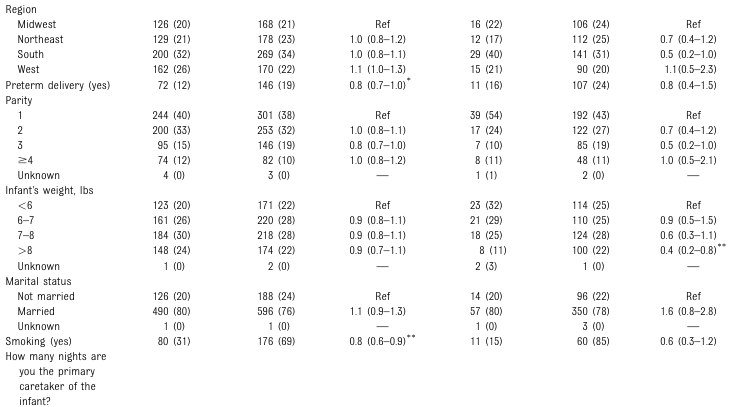 Region
Midwest 126 (20) 168 (21) Ref 16 (22) 106 (24) Ref
Northeast 129 (21) 178 (23) 1.0 (0.8–1.2) 12 (17) 112 (25) 0.7 (0.4–1.2)
South 200 (32) 269 (34) 1.0 (0.8–1.1) 29 (40) 141 (31) 0.5 (0.2–1.0)
West 162 (26) 170 (22) 1.1 (1.0–1.3) 15 (21) 90 (20) 1.1(0.5–2.3)
Preterm delivery (yes) 72 (12) 146 (19) 0.8 (0.7–1.0)* 11 (16) 107 (24) 0.8 (0.4–1.5)
Parity
1 244 (40) 301 (38) Ref 39 (54) 192 (43) Ref
2 200 (33) 253 (32) 1.0 (0.8–1.1) 17 (24) 122 (27) 0.7 (0.4–1.2)
3 95 (15) 146 (19) 0.8 (0.7–1.0) 7 (10) 85 (19) 0.5 (0.2–1.0)
≥4 74 (12) 82 (10) 1.0 (0.8–1.2) 8 (11) 48 (11) 1.0 (0.5–2.1)
Unknown 4 (0) 3 (0) — 1 (1) 2 (0) —
Infant's weight, lbs
<6 123 (20) 171 (22) Ref 23 (32) 114 (25) Ref
6–7 161 (26) 220 (28) 0.9 (0.8–1.1) 21 (29) 110 (25) 0.9 (0.5–1.5)
7–8 184 (30) 218 (28) 0.9 (0.8–1.1) 18 (25) 124 (28) 0.6 (0.3–1.1)
>8 148 (24) 174 (22) 0.9 (0.7–1.1) 8 (11) 100 (22) 0.4 (0.2–0.8)**
Unknown 1 (0) 2 (0) — 2 (3) 1 (0) —
Marital status
Not married 126 (20) 188 (24) Ref 14 (20) 96 (22) Ref
Married 490 (80) 596 (76) 1.1 (0.9–1.3) 57 (80) 350 (78) 1.6 (0.8–2.8)
Unknown 1 (0) 1 (0) — 1 (0) 3 (0) —
Smoking (yes) 80 (31) 176 (69) 0.8 (0.6–0.9)** 11 (15) 60 (85) 0.6 (0.3–1.2)
How many nights are
you the primary
caretaker of the
infant?